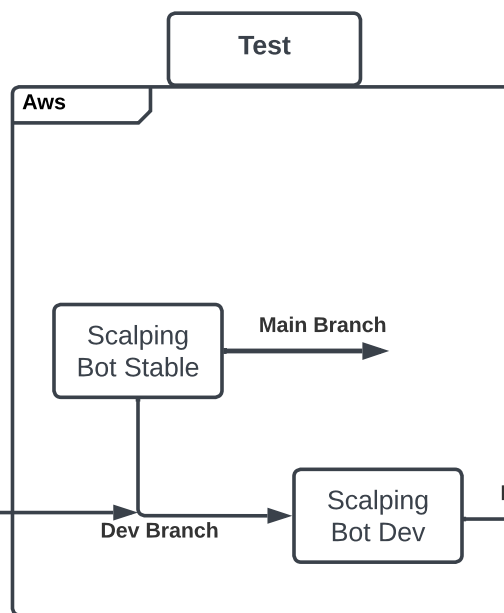 Test
Aws
Main Branch
Scalping
Bot Stable
Scalping
Bot Dev
Dev Branch